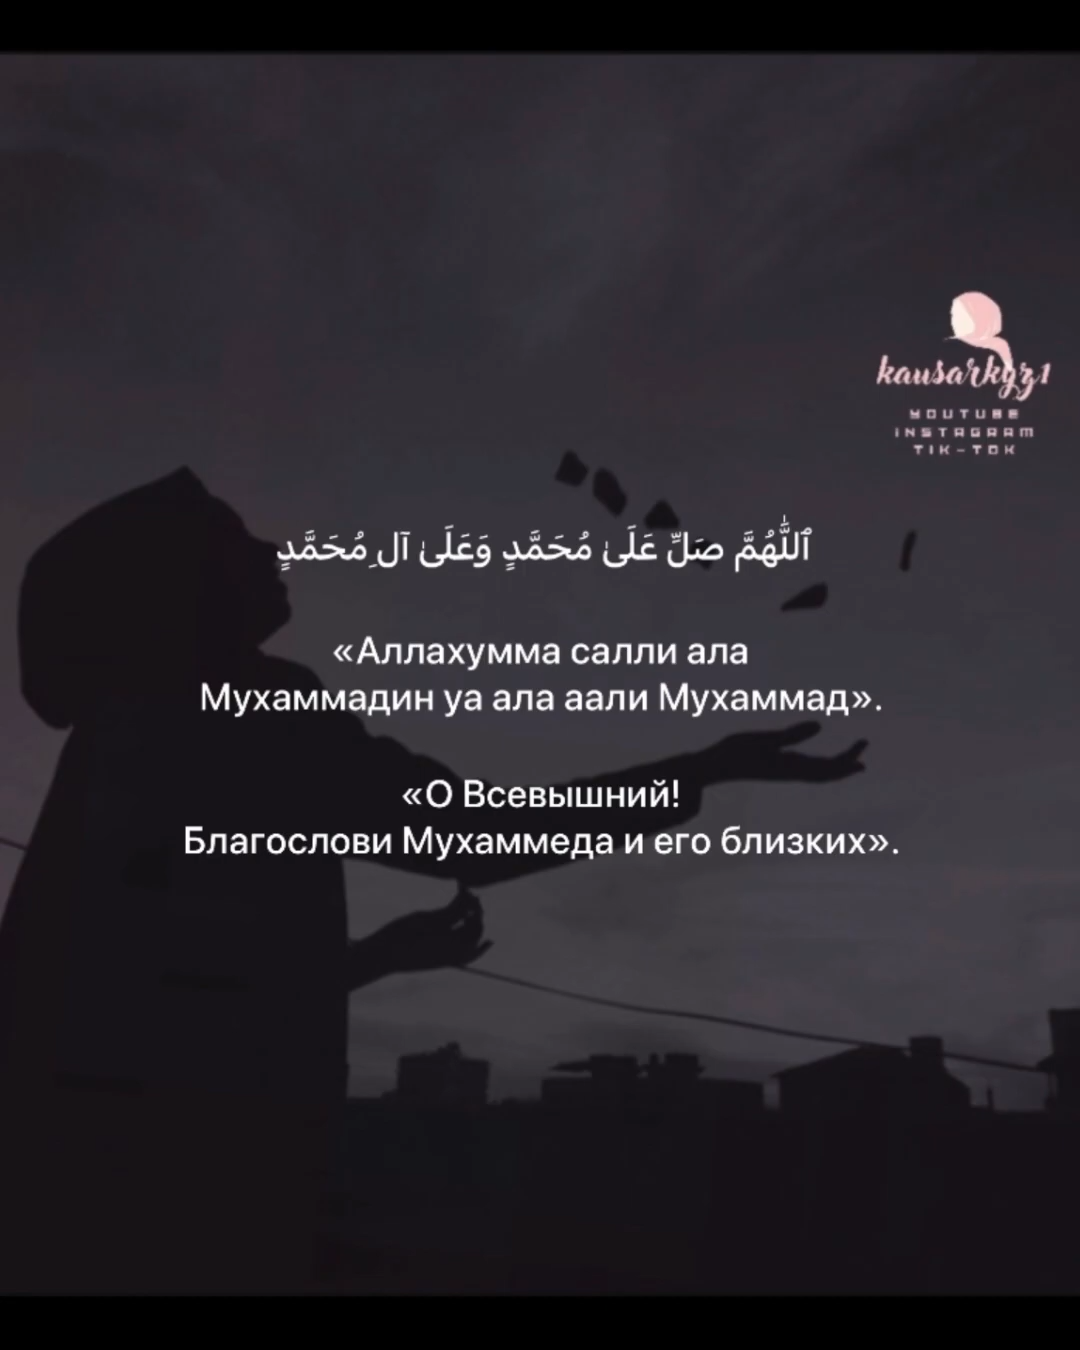 kausarkyz1
YOUTUBE
INSTAGRAM
TIK-TOK
ٱللَّٰهُمَّ صَلِّ عَلَىٰ مُحَمَّدٍ وَعَلَىٰ آلِ مُحَمَّدٍ
«Аллахумма салли ала
Мухаммадин уа ала аали Мухаммад».
«О Всевышний!
Благослови Мухаммеда и его близких».